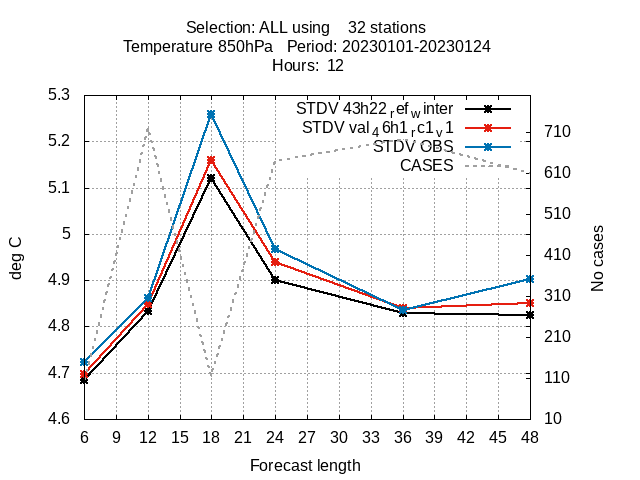 Selection: ALL using 32 stations
Temperature 850hPa Period: 20230101-20230124
Hours: 12
5.3
5.2
5.1
5
4.9
4.8
4.7
4.6
deg C
STDV 43h22ref winter
STDV val46h1rc1v1
STDV OBS
CASES
710
610
510
410
310
210
110
10
No cases
6 9 12 15 18 21 24 27 30 33 36 39 42 45 48
Forecast length